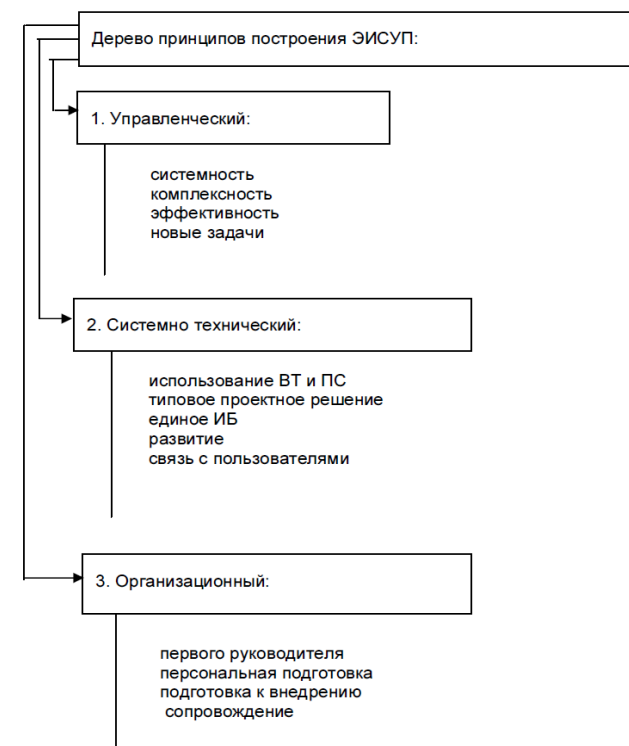 Дерево принципов построения ЭИСУП:
1. Управленческий:
системность
комплексность
эффективность
новые задачи
2. Системно технический:
использование ВТ и ПС
типовое проектное решение
единое ИБ
развитие
связь с пользователями
3. Организационный:
первого руководителя
персональная подготовка
подготовка к внедрению
сопровождение